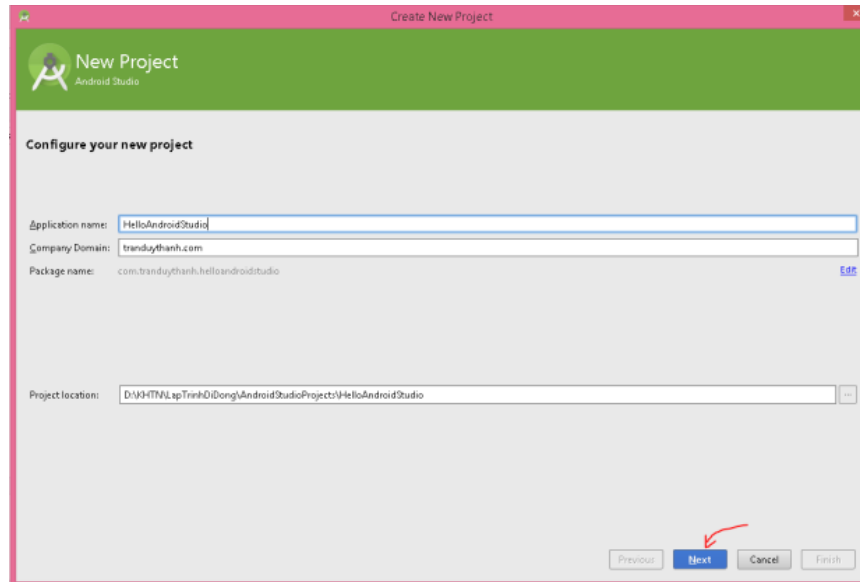 Create New Project
New Project
Android Studio
Configure your new project
Application name: HelloAndroidStudio
Company Domain: tranduythanh.com
Package name: com.tranduythanh.helloandroidstudio Edit
Project location: D:\KHTN\LapTrinhDiDong\AndroidStudioProjects\HelloAndroidStudio ...
Previous Next Cancel Finish